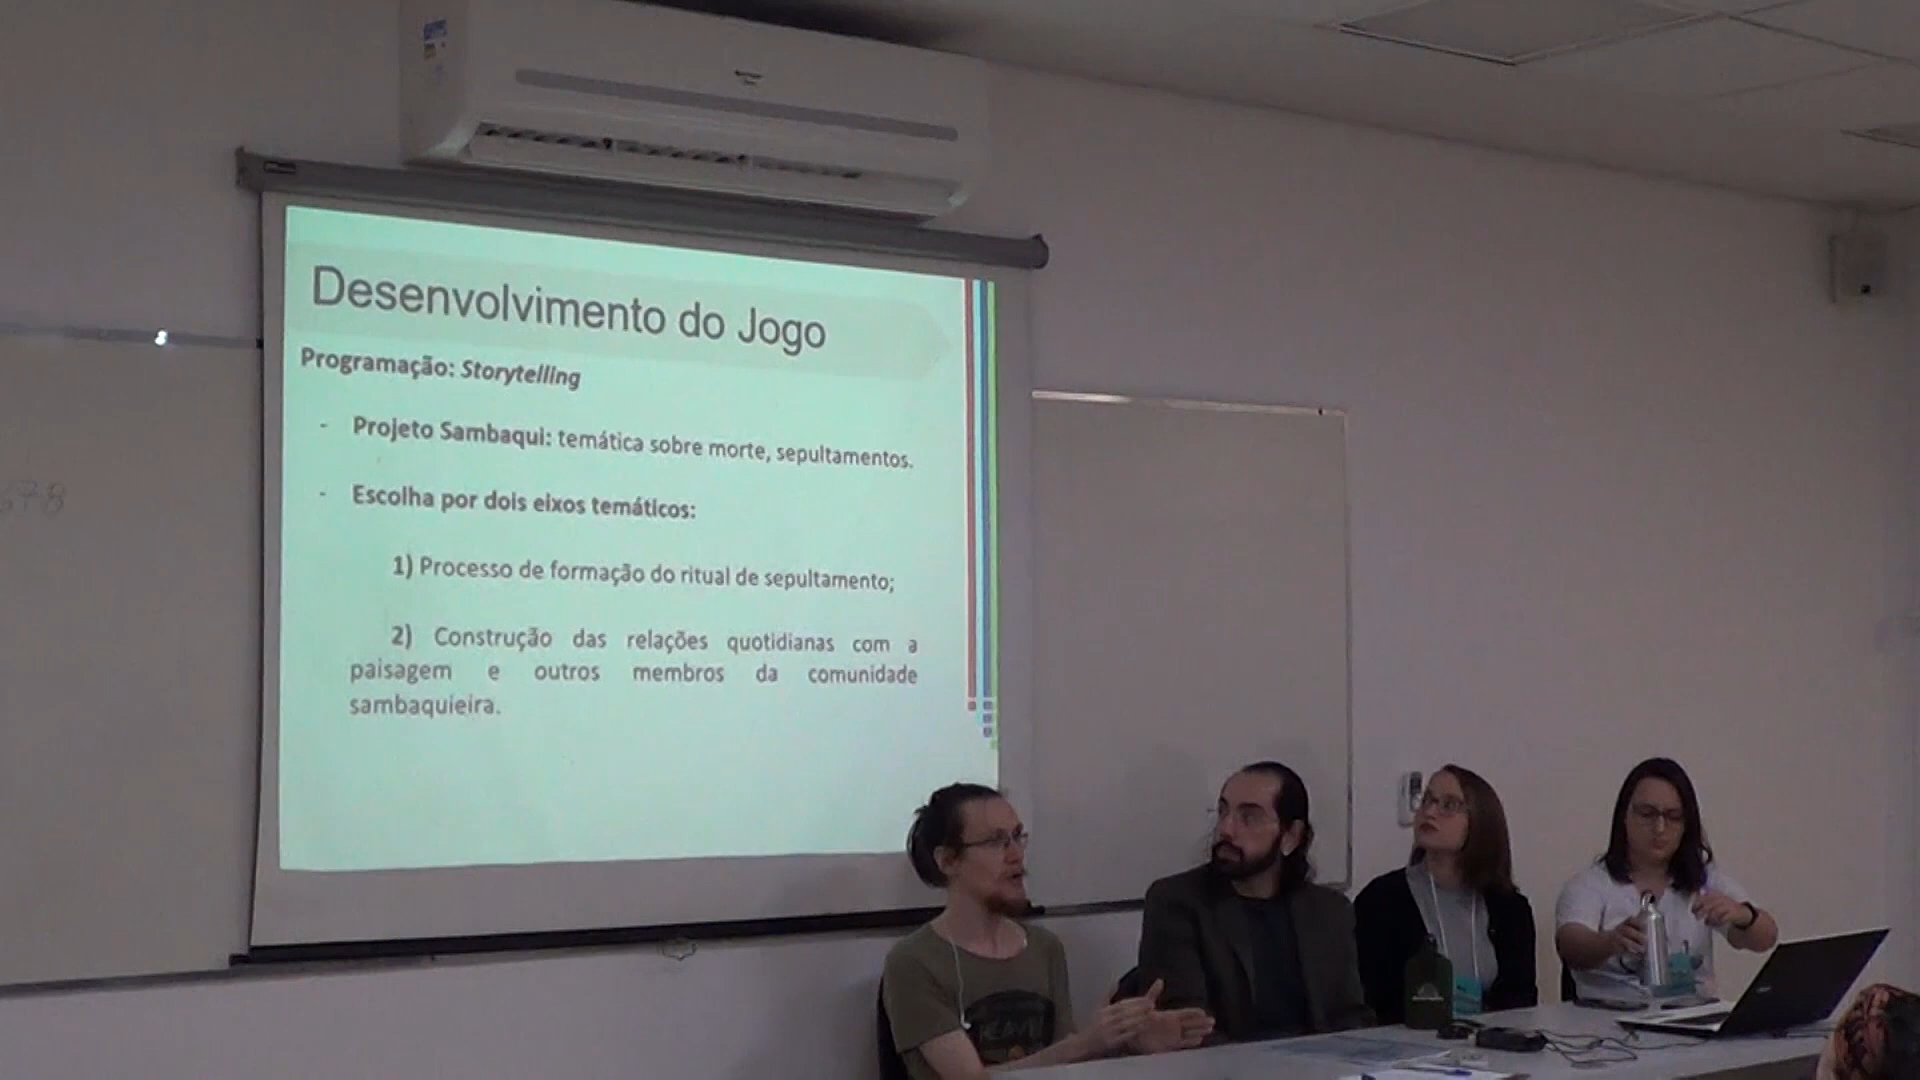 Desenvolvimento do Jogo
Programação: Storytelling
- Projeto Sambaqui: temática sobre morte, sepultamentos.
- Escolha por dois eixos temáticos:
1) Processo de formação do ritual de sepultamento;
2) Construção das relações quotidianas com a
paisagem e outros membros da comunidade
sambaquieira.
678